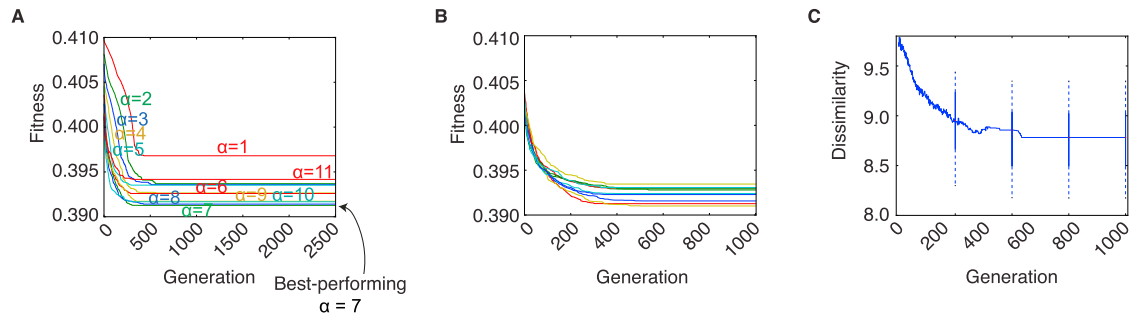 A
0.410
0.405
0.400
0.395
0.390
Fitness
α=2
α=3
α=4
α=5
α=1
α=11
α=6
α=8
α=9
α=10
α=7
0
500
1000
1500
2000
2500
Generation
Best-performing
α = 7
B
0.410
0.405
0.400
0.395
0.390
Fitness
0
200
400
600
800
1000
Generation
C
9.5
9.0
8.5
8.0
Dissimilarity
200
400
600
800
1000
Generation